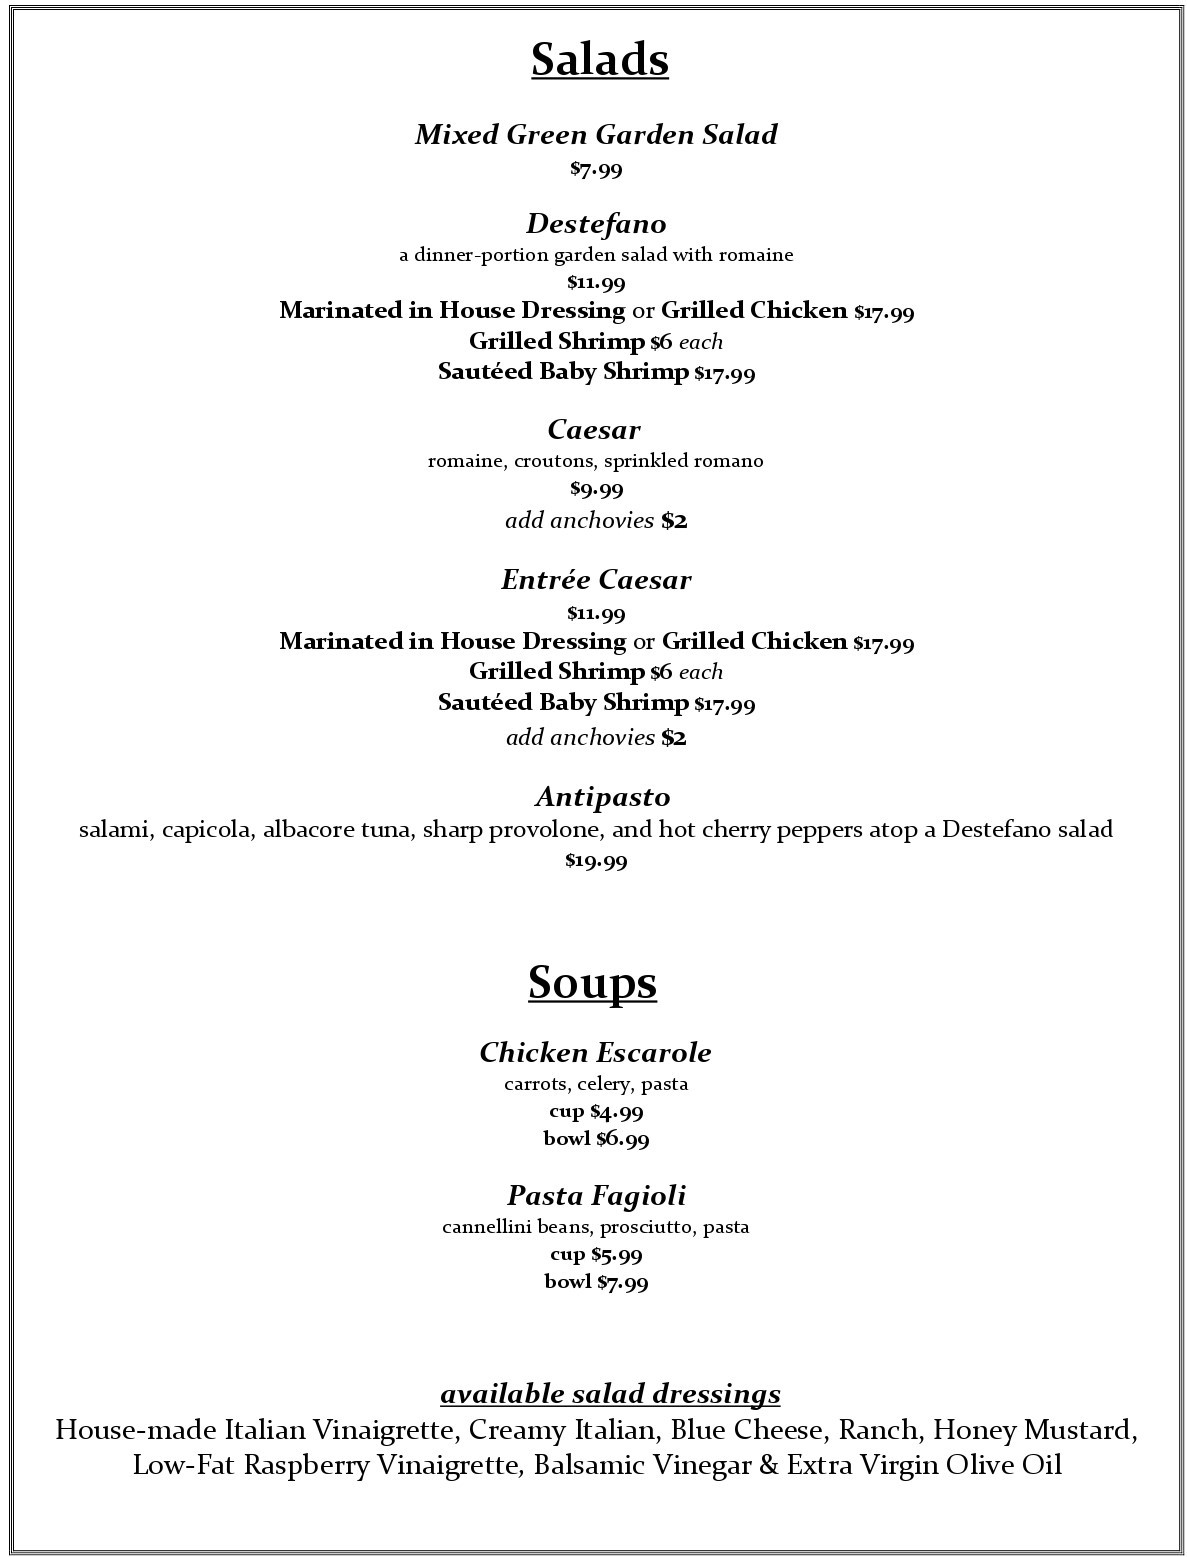 Salads
Mixed Green Garden Salad
$7.99
Destefano
a dinner-portion garden salad with romaine
$11.99
Marinated in House Dressing or Grilled Chicken $17.99
Grilled Shrimp $6 each
Sautéed Baby Shrimp $17.99
Caesar
romaine, croutons, sprinkled romano
$9.99
add anchovies $2
Entrée Caesar
$11.99
Marinated in House Dressing or Grilled Chicken $17.99
Grilled Shrimp $6 each
Sautéed Baby Shrimp $17.99
add anchovies $2
Antipasto
salami, capicola, albacore tuna, sharp provolone, and hot cherry peppers atop a Destefano salad
$19.99
Soups
Chicken Escarole
carrots, celery, pasta
cup $4.99
bowl $6.99
Pasta Fagioli
cannellini beans, prosciutto, pasta
cup $5.99
bowl $7.99
available salad dressings
House-made Italian Vinaigrette, Creamy Italian, Blue Cheese, Ranch, Honey Mustard,
Low-Fat Raspberry Vinaigrette, Balsamic Vinegar & Extra Virgin Olive Oil